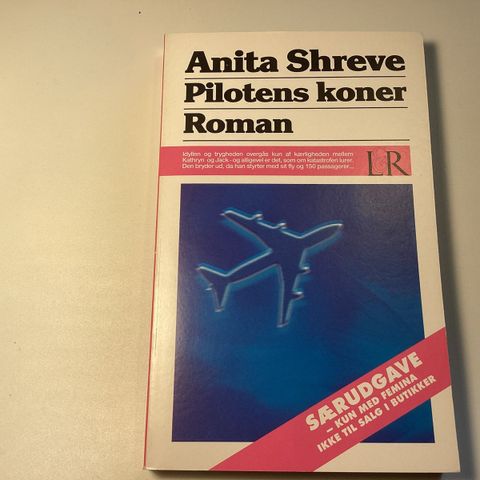 Anita Shreve
Pilotens koner
Roman
Idyllen og trygheden overgås kun af kærligheden mellem
Kathryn og Jack - og alligevel er det, som om katastrofen lurer.
Den bryder ud, da han styrter med sit fly og 150 passagerer...
L&R
SÆRUDGAVE
- KUN MED FEMINA
IKKE TIL SALG I BUTIKKER